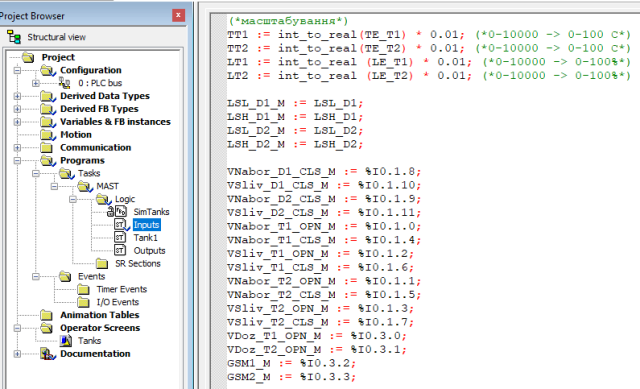 Project Browser
Structural view
Project
Configuration
0 : PLC bus
Derived Data Types
Derived FB Types
Variables & FB instances
Motion
Communication
Programs
Tasks
MAST
Logic
SimTanks
Inputs
Tank1
Outputs
SR Sections
Events
Timer Events
I/O Events
Animation Tables
Operator Screens
Tanks
Documentation
(*масштабування*)
TT1 := int_to_real(TE_T1) * 0.01; (*0-10000 -> 0-100 C*)
TT2 := int_to_real(TE_T2) * 0.01; (*0-10000 -> 0-100 C*)
LT1 := int_to_real (LE_T1) * 0.01; (*0-10000 -> 0-100%*)
LT2 := int_to_real (LE_T2) * 0.01; (*0-10000 -> 0-100%*)
LSL_D1_M := LSL_D1;
LSH_D1_M := LSH_D1;
LSL_D2_M := LSL_D2;
LSH_D2_M := LSH_D2;
VNabor_D1_CLS_M := %I0.1.8;
VSliv_D1_CLS_M := %I0.1.10;
VNabor_D2_CLS_M := %I0.1.9;
VSliv_D2_CLS_M := %I0.1.11;
VNabor_T1_OPN_M := %I0.1.0;
VNabor_T1_CLS_M := %I0.1.4;
VSliv_T1_OPN_M := %I0.1.2;
VSliv_T1_CLS_M := %I0.1.6;
VNabor_T2_OPN_M := %I0.1.1;
VNabor_T2_CLS_M := %I0.1.5;
VSliv_T2_OPN_M := %I0.1.3;
VSliv_T2_CLS_M := %I0.1.7;
VDoz_T1_OPN_M := %I0.3.0;
VDoz_T2_OPN_M := %I0.3.1;
GSM1_M := %I0.3.2;
GSM2_M := %I0.3.3;